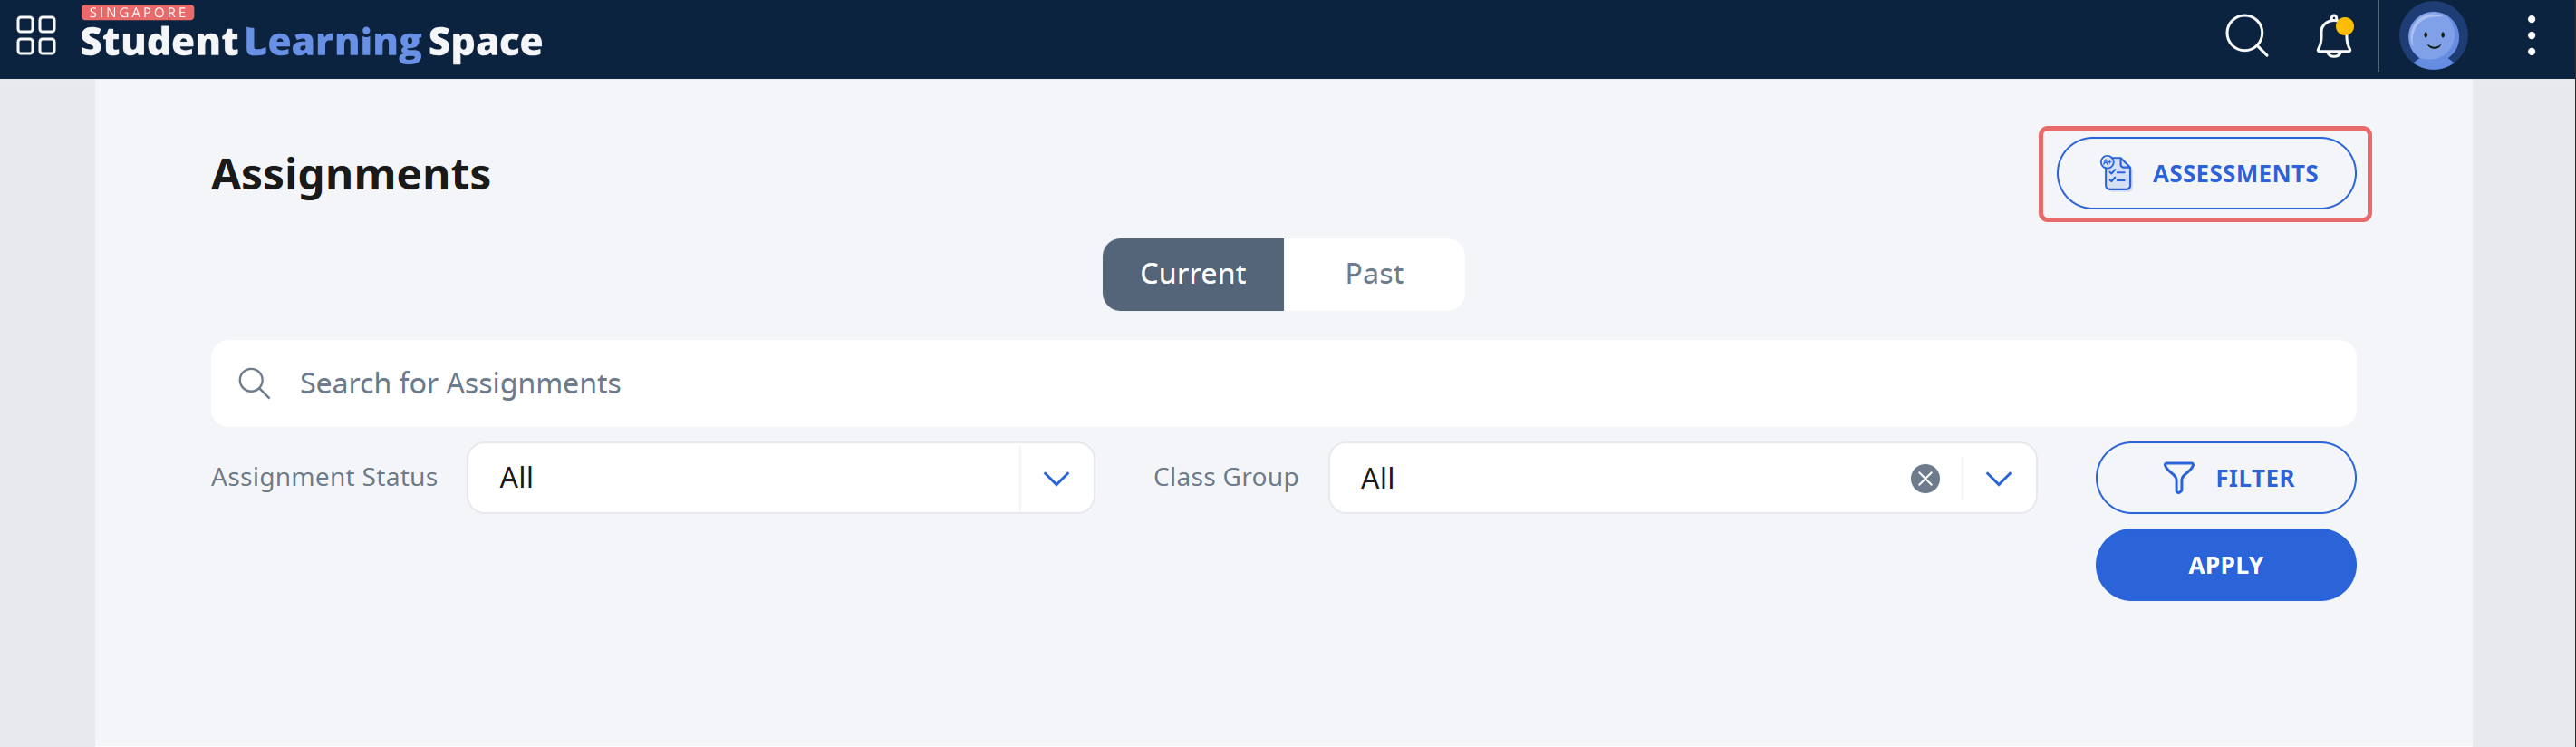 SINGAPORE
Student Learning Space
Assignments
ASSESSMENTS
Current
Past
Search for Assignments
Assignment Status
All
Class Group
All
FILTER
APPLY